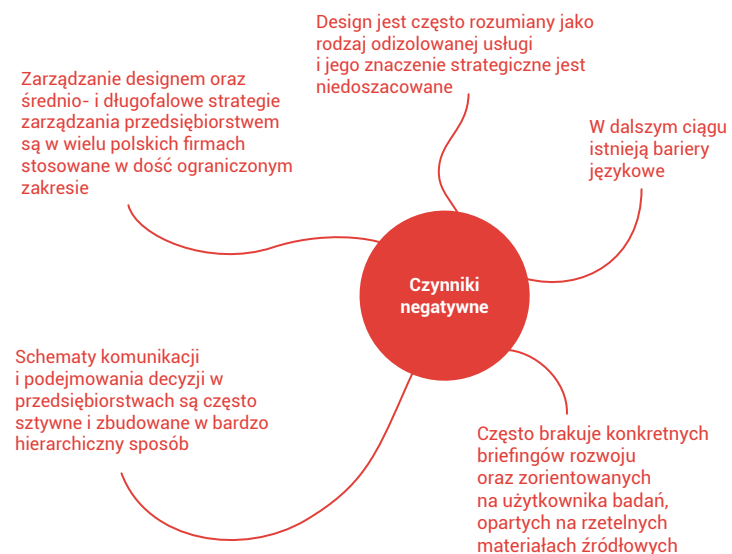 Design jest często rozumiany jako
rodzaj odizolowanej usługi
i jego znaczenie strategiczne jest
niedoszacowane
Zarządzanie designem oraz
średnio- i długofalowe strategie
zarządzania przedsiębiorstwem
są w wielu polskich firmach
stosowane w dość ograniczonym
zakresie
W dalszym ciągu
istnieją bariery
językowe
Czynniki
negatywne
Schematy komunikacji
i podejmowania decyzji w
przedsiębiorstwach są często
sztywne i zbudowane w bardzo
hierarchiczny sposób
Często brakuje konkretnych
briefingów rozwoju
oraz zorientowanych
na użytkownika badań,
opartych na rzetelnych
materiałach źródłowych